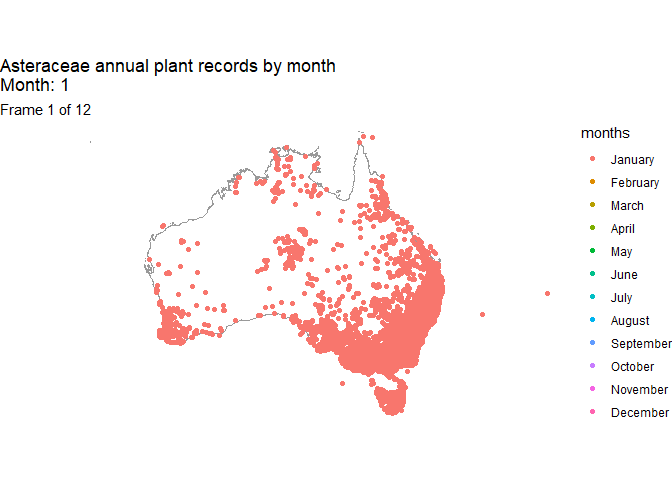 Asteraceae annual plant records by month
Month: 1
Frame 1 of 12
months
January
February
March
April
May
June
July
August
September
October
November
December